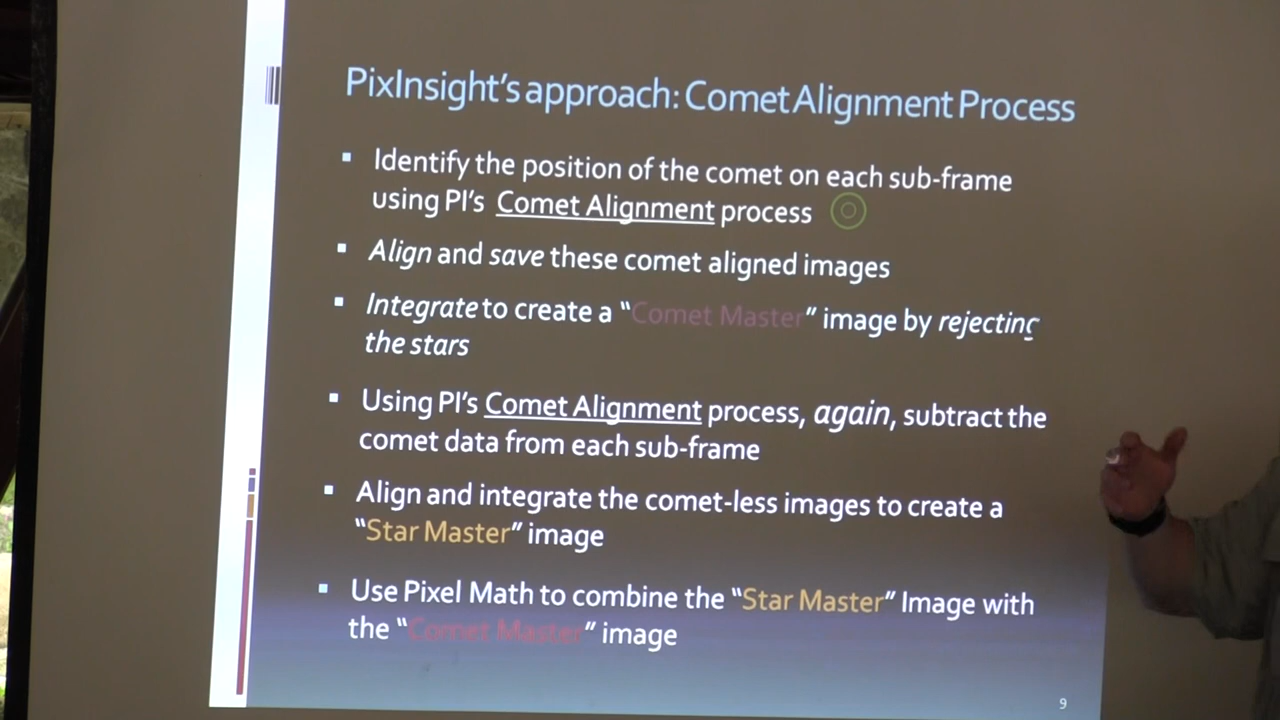 PixInsight's approach: Comet Alignment Process
▪ Identify the position of the comet on each sub-frame
using PI's Comet Alignment process
▪ Align and save these comet aligned images
▪ Integrate to create a “Comet Master” image by rejecting
the stars
▪ Using PI's Comet Alignment process, again, subtract the
comet data from each sub-frame
▪ Align and integrate the comet-less images to create a
“Star Master” image
▪ Use Pixel Math to combine the “Star Master” Image with
the “Comet Master” image
9